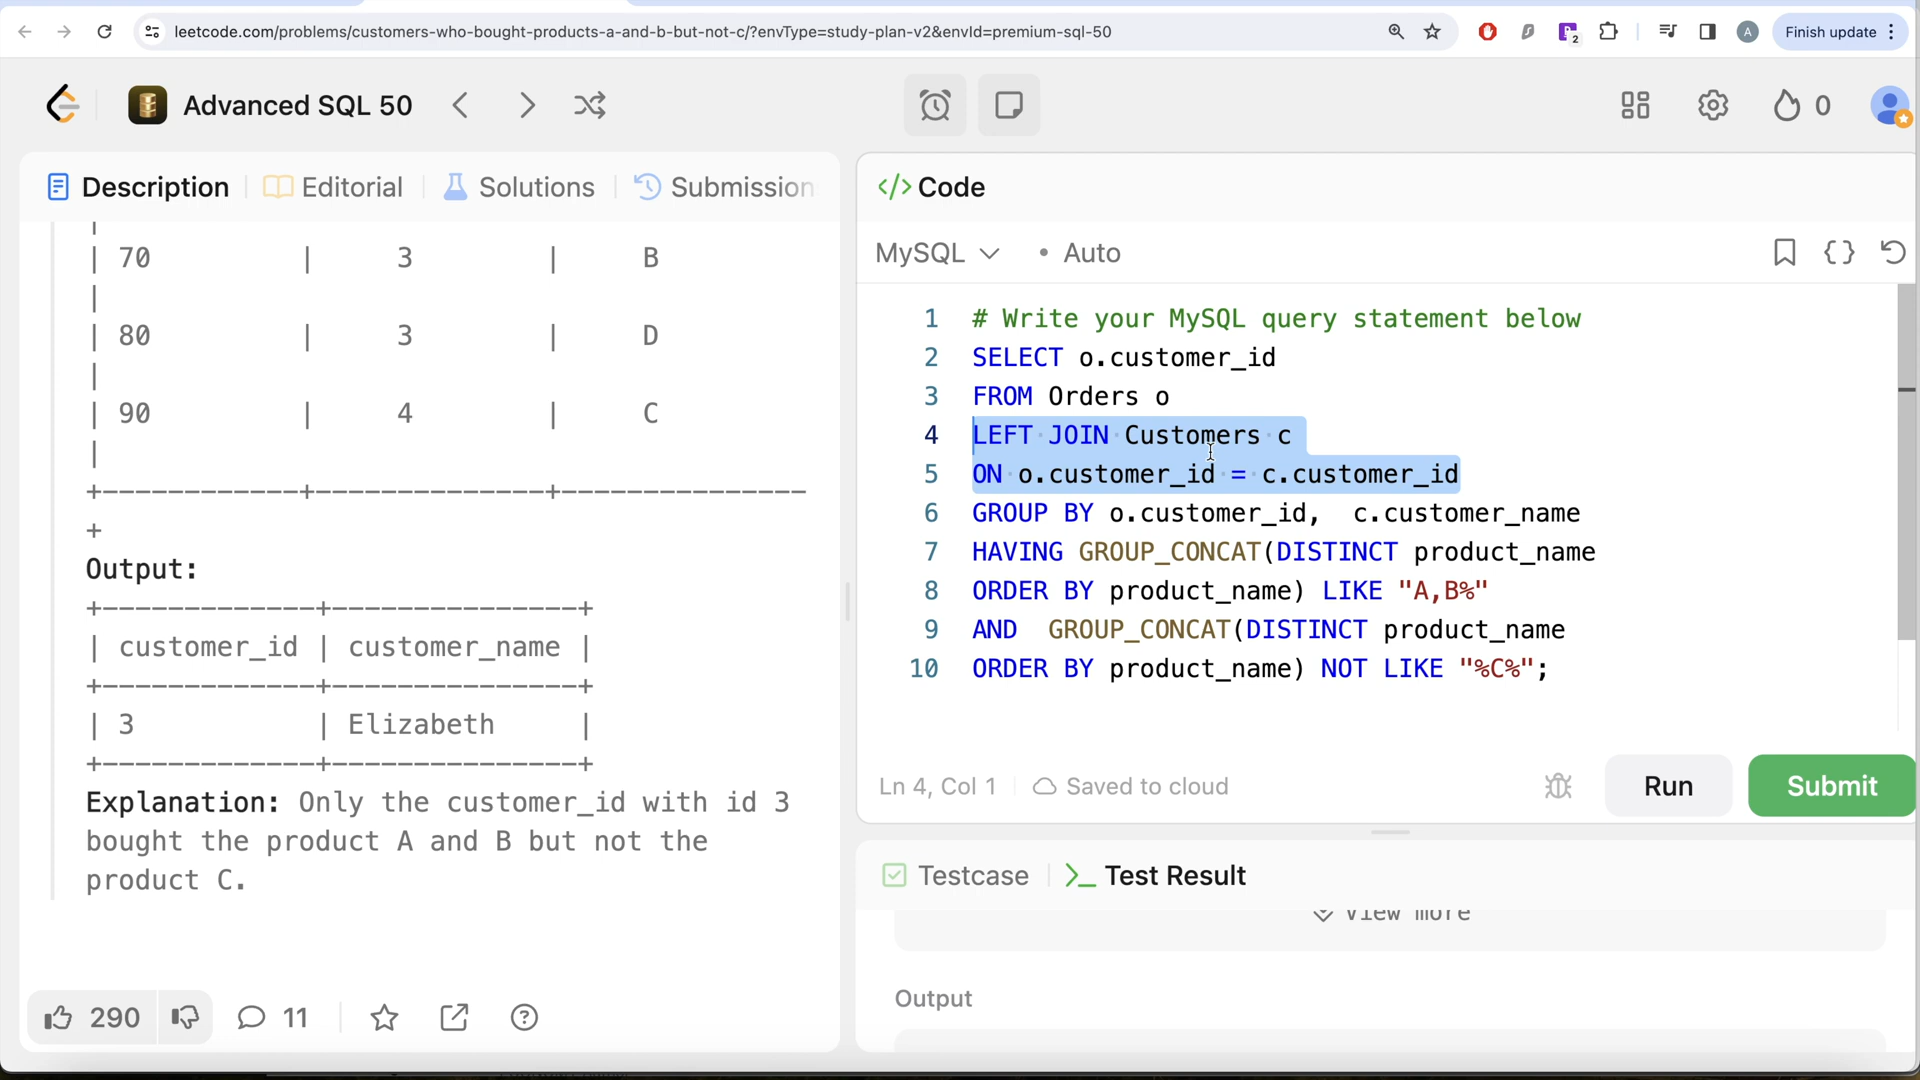 leetcode.com/problems/customers-who-bought-products-a-and-b-but-not-c/?envType=study-plan-v2&envId=premium-sql-50
2
A
Finish update
Advanced SQL 50
0
Description
Editorial
Solutions
Submission
|
| 70 | 3 | B
|
| 80 | 3 | D
|
| 90 | 4 | C
|
+-------------+---------------+---------------
+
Output:
+-------------+---------------+
| customer_id | customer_name |
+-------------+---------------+
| 3 | Elizabeth |
+-------------+---------------+
Explanation: Only the customer_id with id 3
bought the product A and B but not the
product C.
290
11
</> Code
MySQL
• Auto
1 # Write your MySQL query statement below
2 SELECT o.customer_id
3 FROM Orders o
4 LEFT JOIN Customers c
5 ON o.customer_id = c.customer_id
6 GROUP BY o.customer_id,  c.customer_name
7 HAVING GROUP_CONCAT(DISTINCT product_name
8 ORDER BY product_name) LIKE "A,B%"
9 AND  GROUP_CONCAT(DISTINCT product_name
10 ORDER BY product_name) NOT LIKE "%C%";
Ln 4, Col 1
Saved to cloud
Run
Submit
Testcase
Test Result
View more
Output